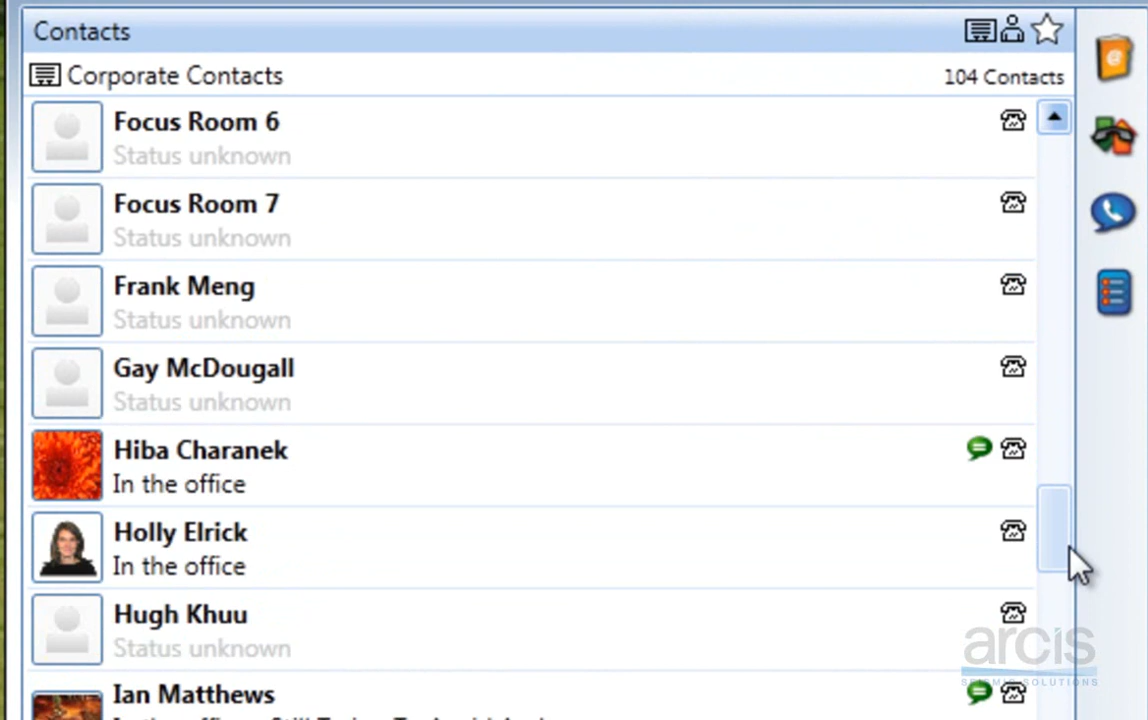 Contacts
Corporate Contacts
104 Contacts
Focus Room 6
Status unknown
Focus Room 7
Status unknown
Frank Meng
Status unknown
Gay McDougall
Status unknown
Hiba Charanek
In the office
Holly Elrick
In the office
Hugh Khuu
Status unknown
arcis
SEISMIC SOLUTIONS
Ian Matthews